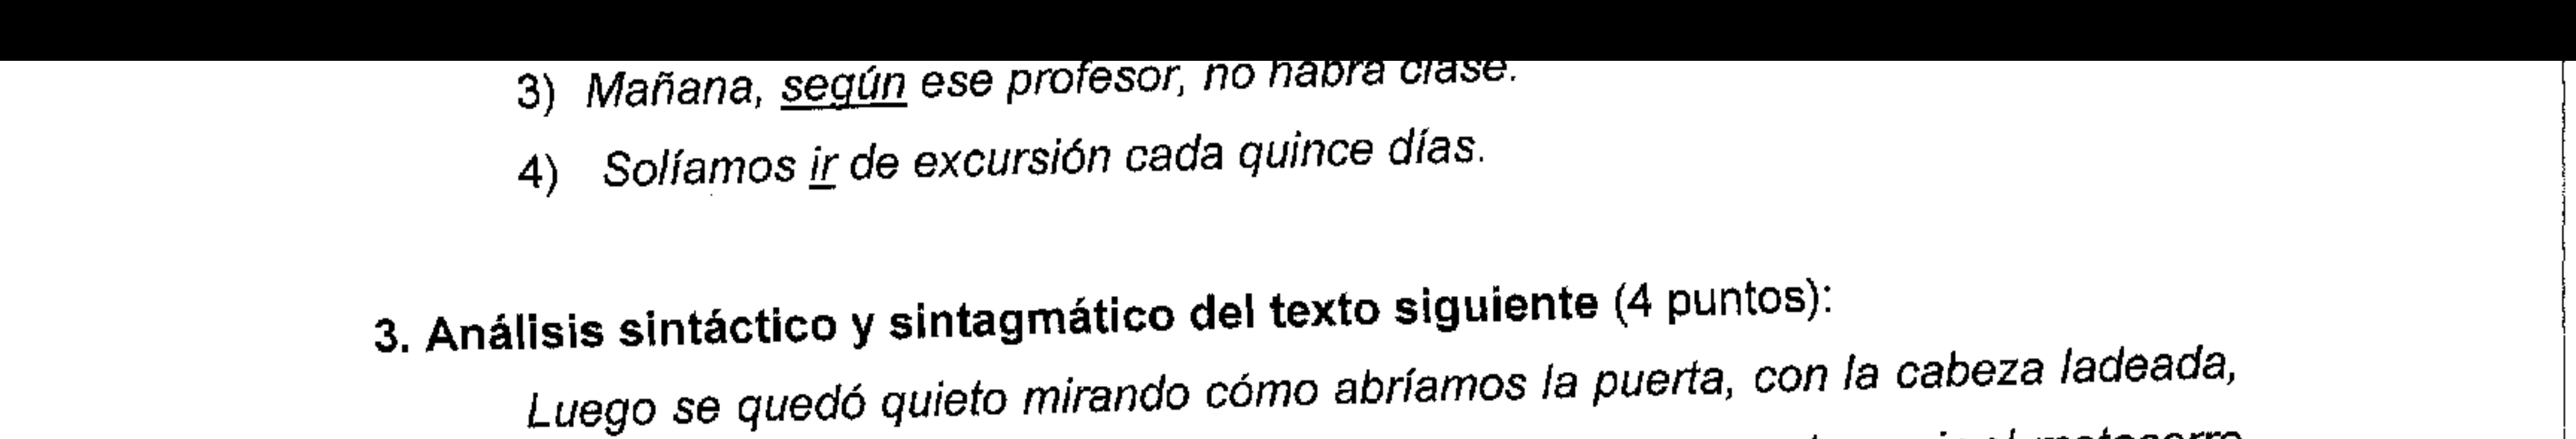 3) Mañana, según ese profesor, no habrá clase.
4) Solíamos ir de excursión cada quince días.
3. Análisis sintáctico y sintagmático del texto siguiente (4 puntos):
Luego se quedó quieto mirando cómo abríamos la puerta, con la cabeza ladeada,